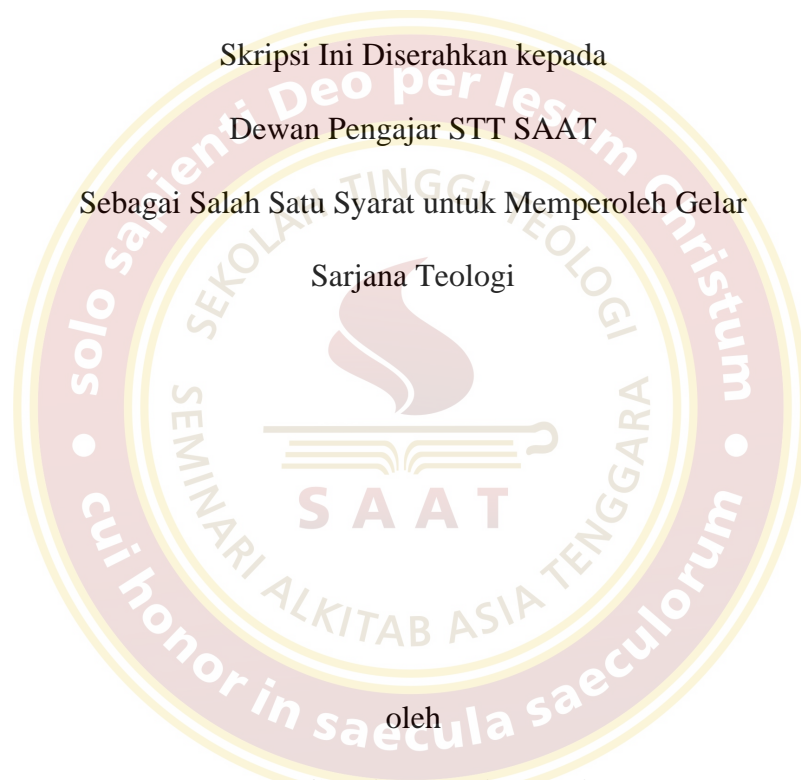 Skripsi Ini Diserahkan kepada
Dewan Pengajar STT SAAT
Sebagai Salah Satu Syarat untuk Memperoleh Gelar
Sarjana Teologi
oleh
solo sapienti Deo per Iesum Christum
cui honor in saecula saeculorum
SEKOLAH TINGGI TEOLOGI
SEMINARI ALKITAB ASIA TENGGARA
SAAT